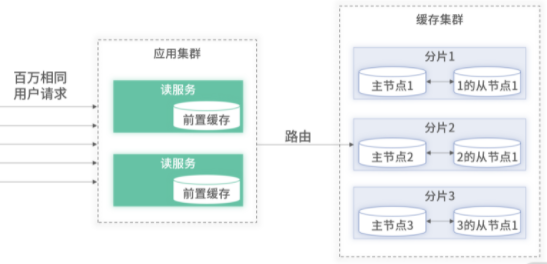 百万相同
用户请求
应用集群
读服务
前置缓存
读服务
前置缓存
路由
缓存集群
分片1
主节点1
1的从节点1
分片2
主节点2
2的从节点1
分片3
主节点3
3的从节点1